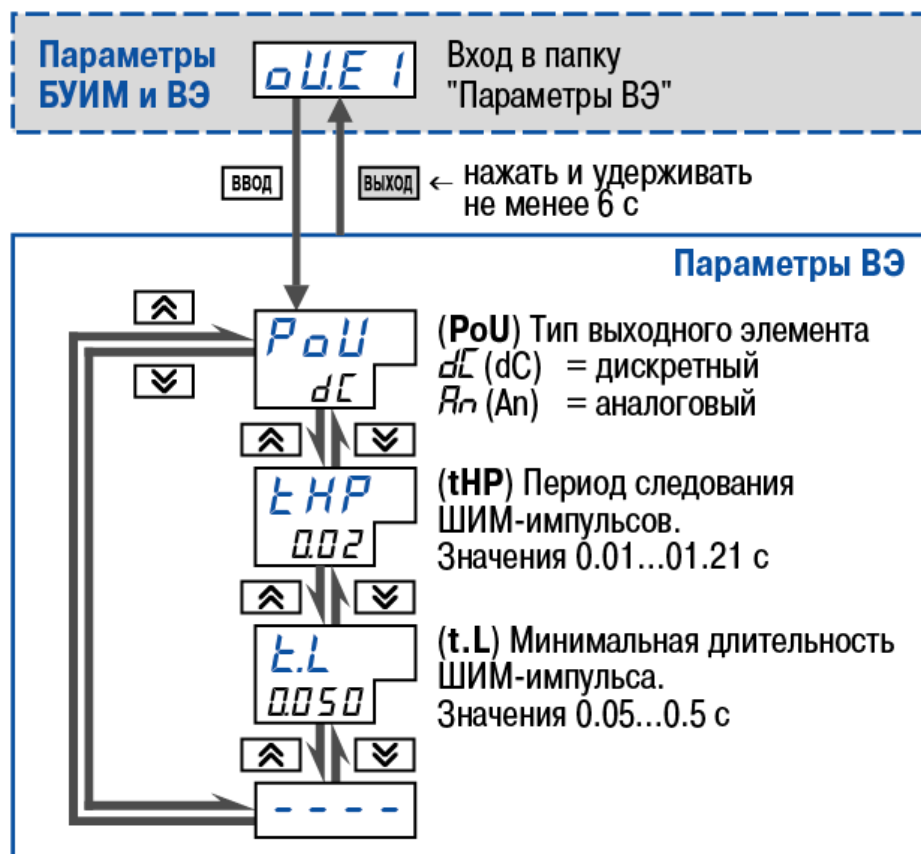 Параметры
БУИМ и ВЭ
oU.E 1
Вход в папку
"Параметры ВЭ"
ВВОД
ВЫХОД
← нажать и удерживать
не менее 6 с
Параметры ВЭ
PoU
dC
(PoU) Тип выходного элемента
dC (dC) = дискретный
An (An) = аналоговый
tHP
0.02
(tHP) Период следования
ШИМ-импульсов.
Значения 0.01...01.21 с
t.L
0.050
(t.L) Минимальная длительность
ШИМ-импульса.
Значения 0.05...0.5 с
- - - -